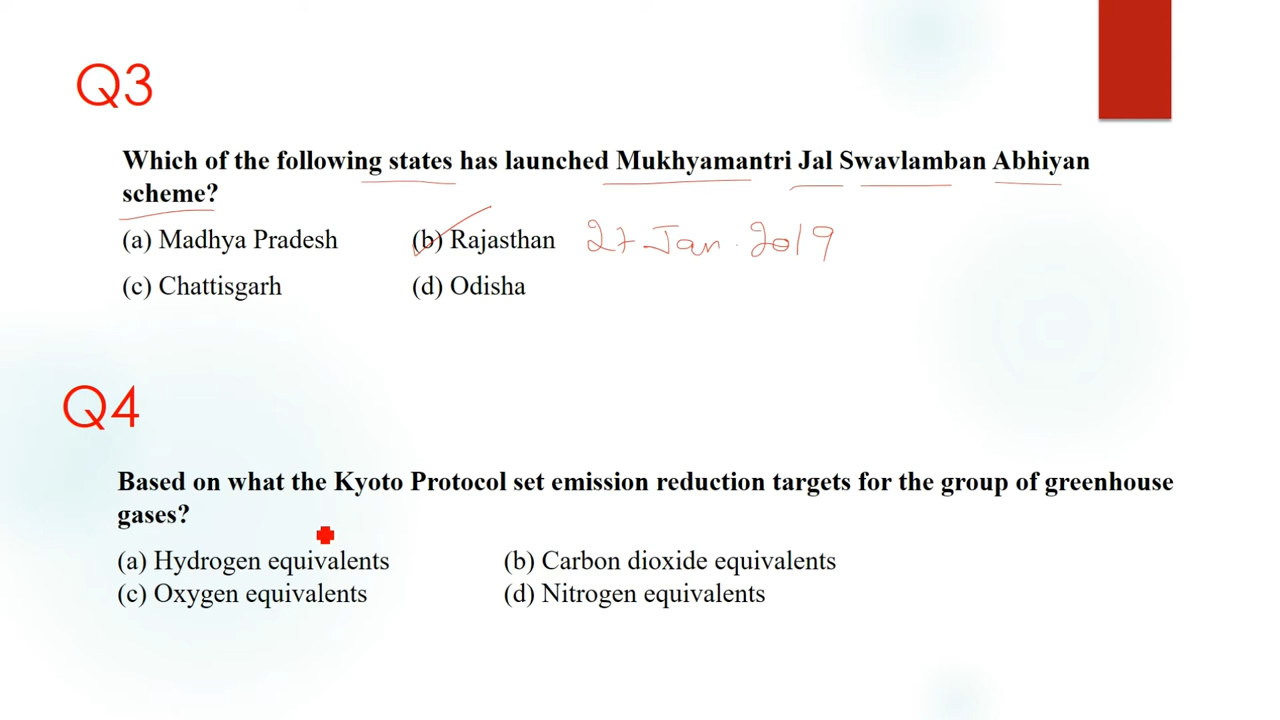 Q3
Which of the following states has launched Mukhyamantri Jal Swavlamban Abhiyan
scheme?
(a) Madhya Pradesh (b) Rajasthan 27 Jan. 2019
(c) Chattisgarh (d) Odisha
Q4
Based on what the Kyoto Protocol set emission reduction targets for the group of greenhouse
gases?
(a) Hydrogen equivalents (b) Carbon dioxide equivalents
(c) Oxygen equivalents (d) Nitrogen equivalents